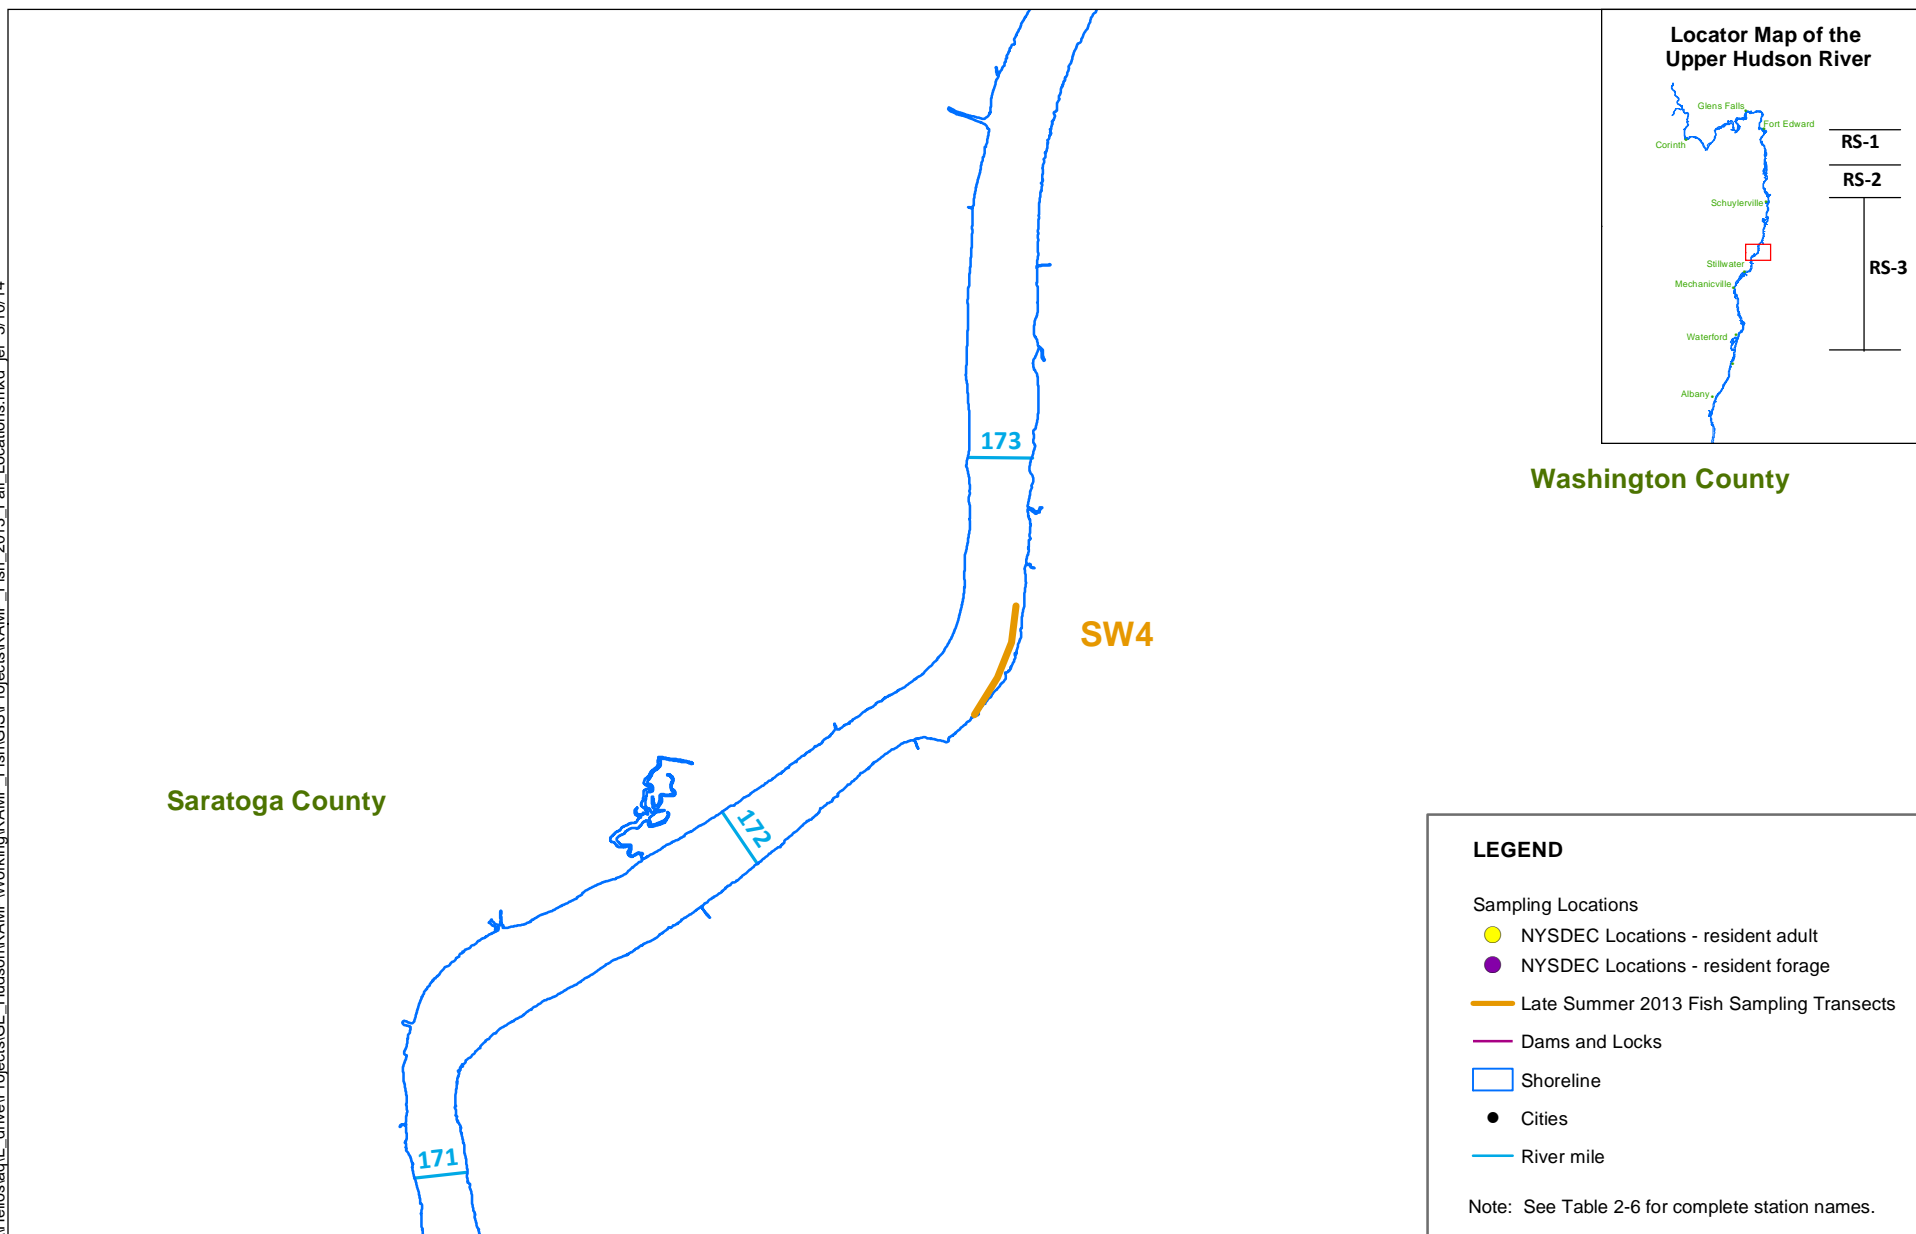 Locator Map of the
Upper Hudson River
Glens Falls
Fort Edward
Corinth
RS-1
RS-2
Schuylerville
Stillwater
RS-3
Mechanicville
Waterford
Albany
173
Washington County
SW4
Saratoga County
172
171
LEGEND
Sampling Locations
NYSDEC Locations - resident adult
NYSDEC Locations - resident forage
Late Summer 2013 Fish Sampling Transects
Dams and Locks
Shoreline
Cities
River mile
Note: See Table 2-6 for complete station names.